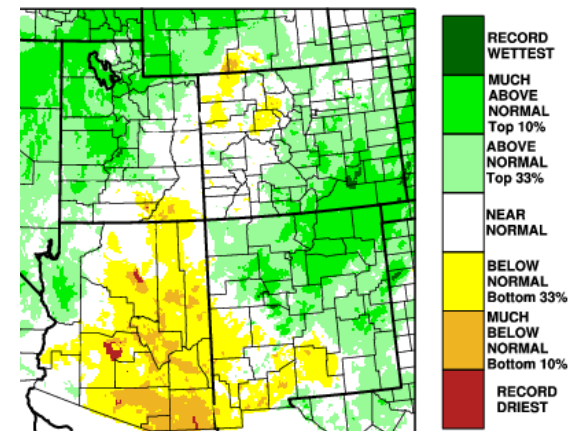 RECORD
WETTEST
MUCH
ABOVE
NORMAL
Top 10%
ABOVE
NORMAL
Top 33%
NEAR
NORMAL
BELOW
NORMAL
Bottom 33%
MUCH
BELOW
NORMAL
Bottom 10%
RECORD
DRIEST